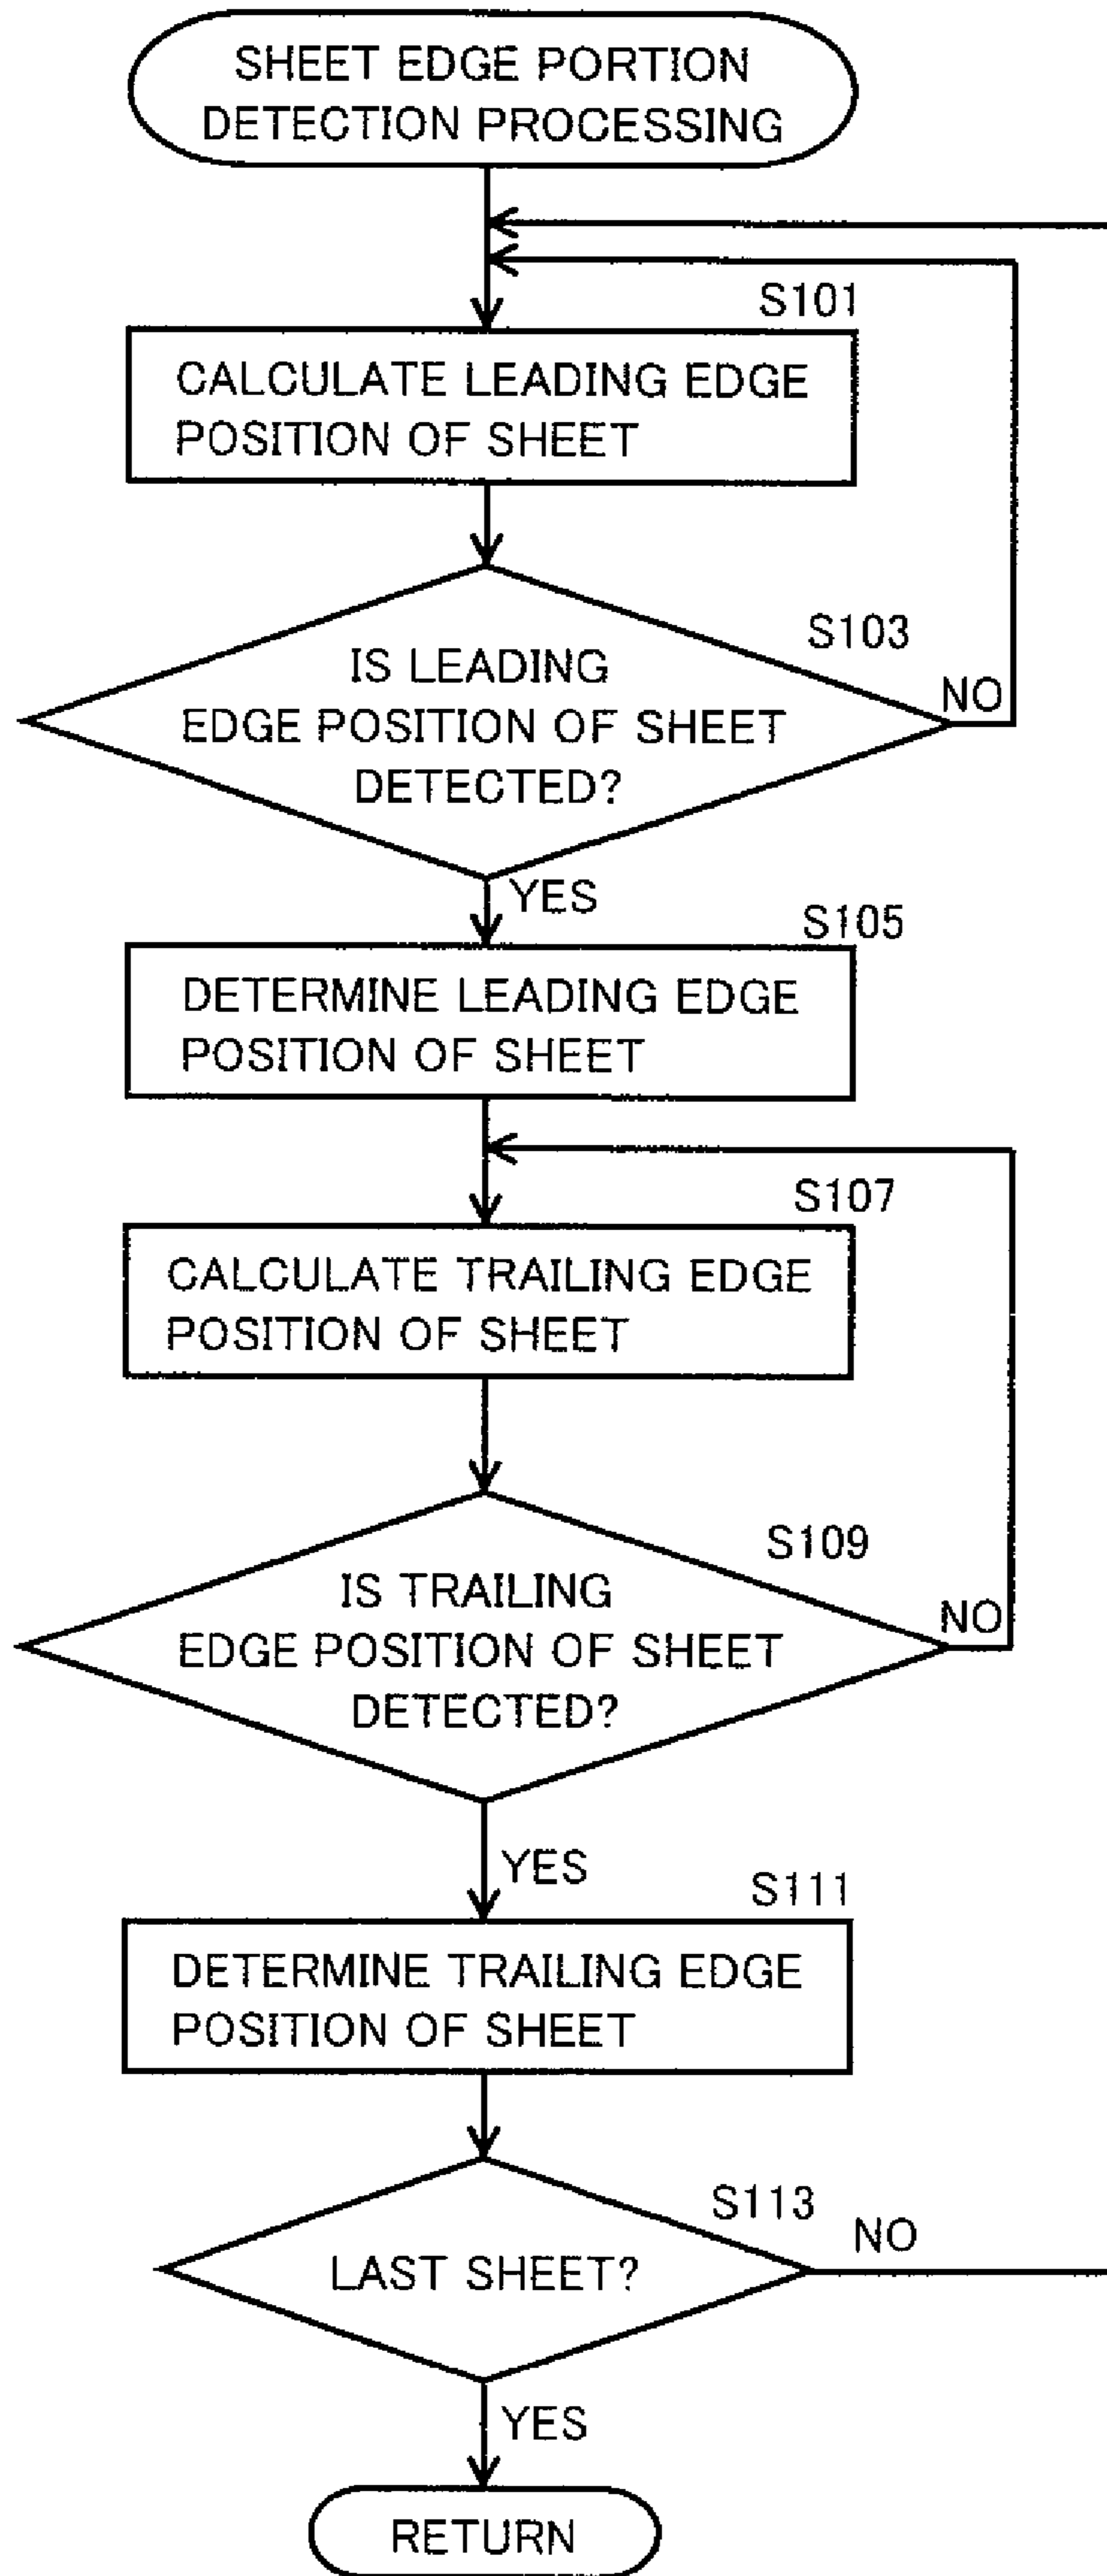 SHEET EDGE PORTION
DETECTION PROCESSING
S101
CALCULATE LEADING EDGE
POSITION OF SHEET
S103
IS LEADING
EDGE POSITION OF SHEET
DETECTED?
NO
YES
S105
DETERMINE LEADING EDGE
POSITION OF SHEET
S107
CALCULATE TRAILING EDGE
POSITION OF SHEET
S109
IS TRAILING
EDGE POSITION OF SHEET
DETECTED?
NO
YES
S111
DETERMINE TRAILING EDGE
POSITION OF SHEET
S113
LAST SHEET?
NO
YES
RETURN